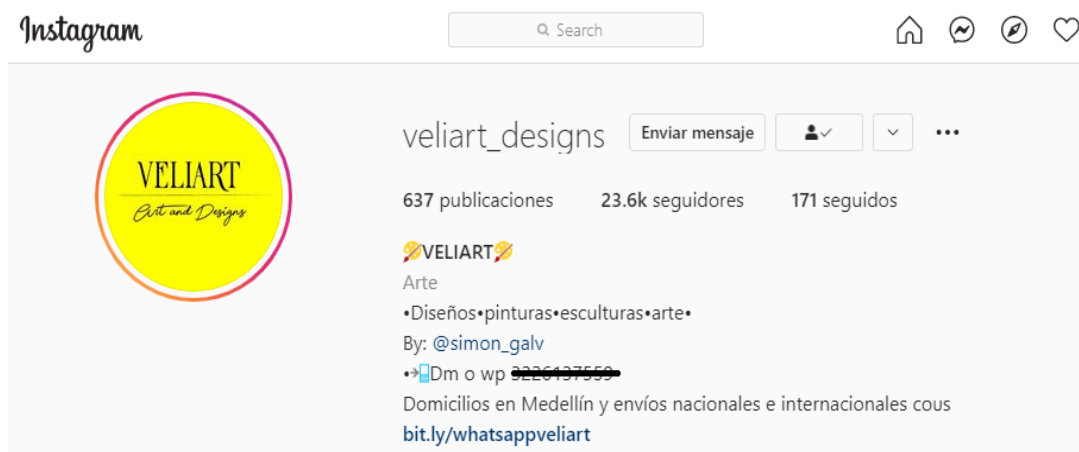 Instagram
Search
VELIART
Art and Designs
veliart_designs Enviar mensaje
637 publicaciones 23.6k seguidores 171 seguidos
🎨VELIART🎨
Arte
•Diseños•pinturas•esculturas•arte•
By: @simon_galv
•➔📱Dm o wp
Domicilios en Medellín y envíos nacionales e internacionales cous
bit.ly/whatsappveliart